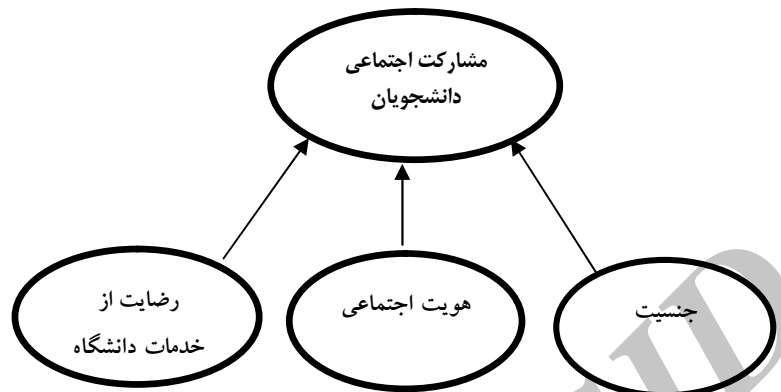 مشارکت اجتماعی
دانشجویان
جنسیت
هویت اجتماعی
رضایت از
خدمات دانشگاه